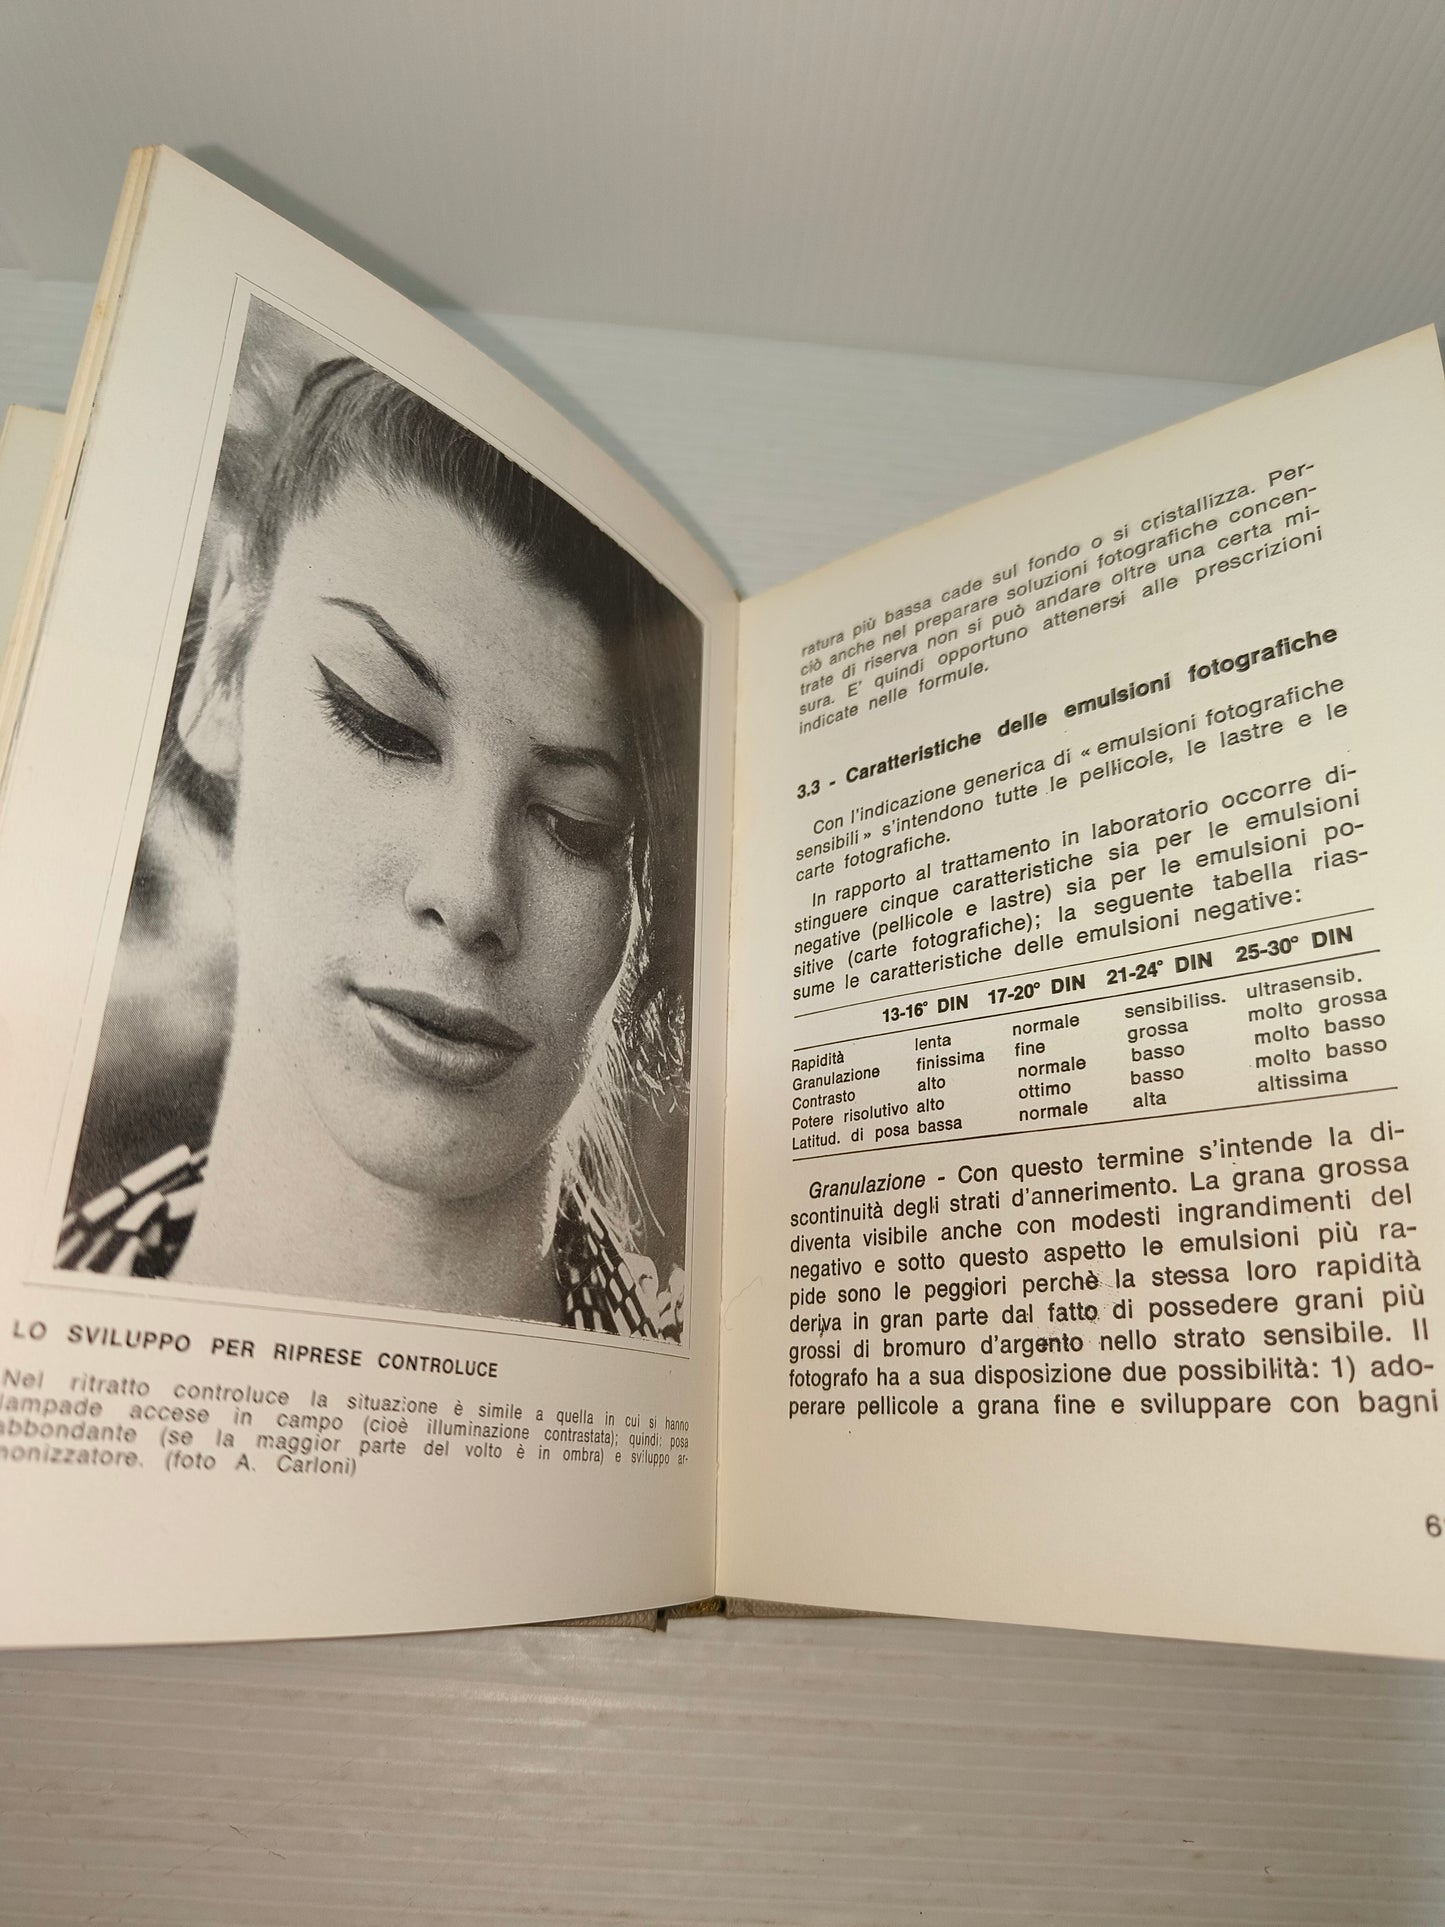 LO SVILUPPO PER RIPRESE CONTROLUCE
Nel ritratto controluce la situazione è simile a quella in cui si hanno
lampade accese in campo (cioè illuminazione contrastata); quindi: posa
abbondante (se la maggior parte del volto è in ombra) e sviluppo ar-
monizzatore. (foto A. Carloni)
ratura più bassa cade sul fondo o si cristallizza. Per-
ciò anche nel preparare soluzioni fotografiche concen-
trate di riserva non si può andare oltre una certa mi-
sura. E' quindi opportuno attenersi alle prescrizioni
indicate nelle formule.
3.3 - Caratteristiche delle emulsioni fotografiche
Con l'indicazione generica di « emulsioni fotografiche
sensibili » s'intendono tutte le pellicole, le lastre e le
carte fotografiche.
In rapporto al trattamento in laboratorio occorre di-
stinguere cinque caratteristiche sia per le emulsioni
negative (pellicole e lastre) sia per le emulsioni po-
sitive (carte fotografiche); la seguente tabella rias-
sume le caratteristiche delle emulsioni negative:
13-16° DIN 17-20° DIN 21-24° DIN 25-30° DIN
Rapidità lenta normale sensibiliss. ultrasensib.
Granulazione finissima fine grossa molto grossa
Contrasto alto normale basso molto basso
Potere risolutivo alto ottimo basso molto basso
Latitud. di posa bassa normale alta altissima
Granulazione - Con questo termine s'intende la di-
scontinuità degli strati d'annerimento. La grana grossa
diventa visibile anche con modesti ingrandimenti del
negativo e sotto questo aspetto le emulsioni più ra-
pide sono le peggiori perchè la stessa loro rapidità
deriva in gran parte dal fatto di possedere grani più
grossi di bromuro d'argento nello strato sensibile. Il
fotografo ha a sua disposizione due possibilità: 1) ado-
perare pellicole a grana fine e sviluppare con bagni